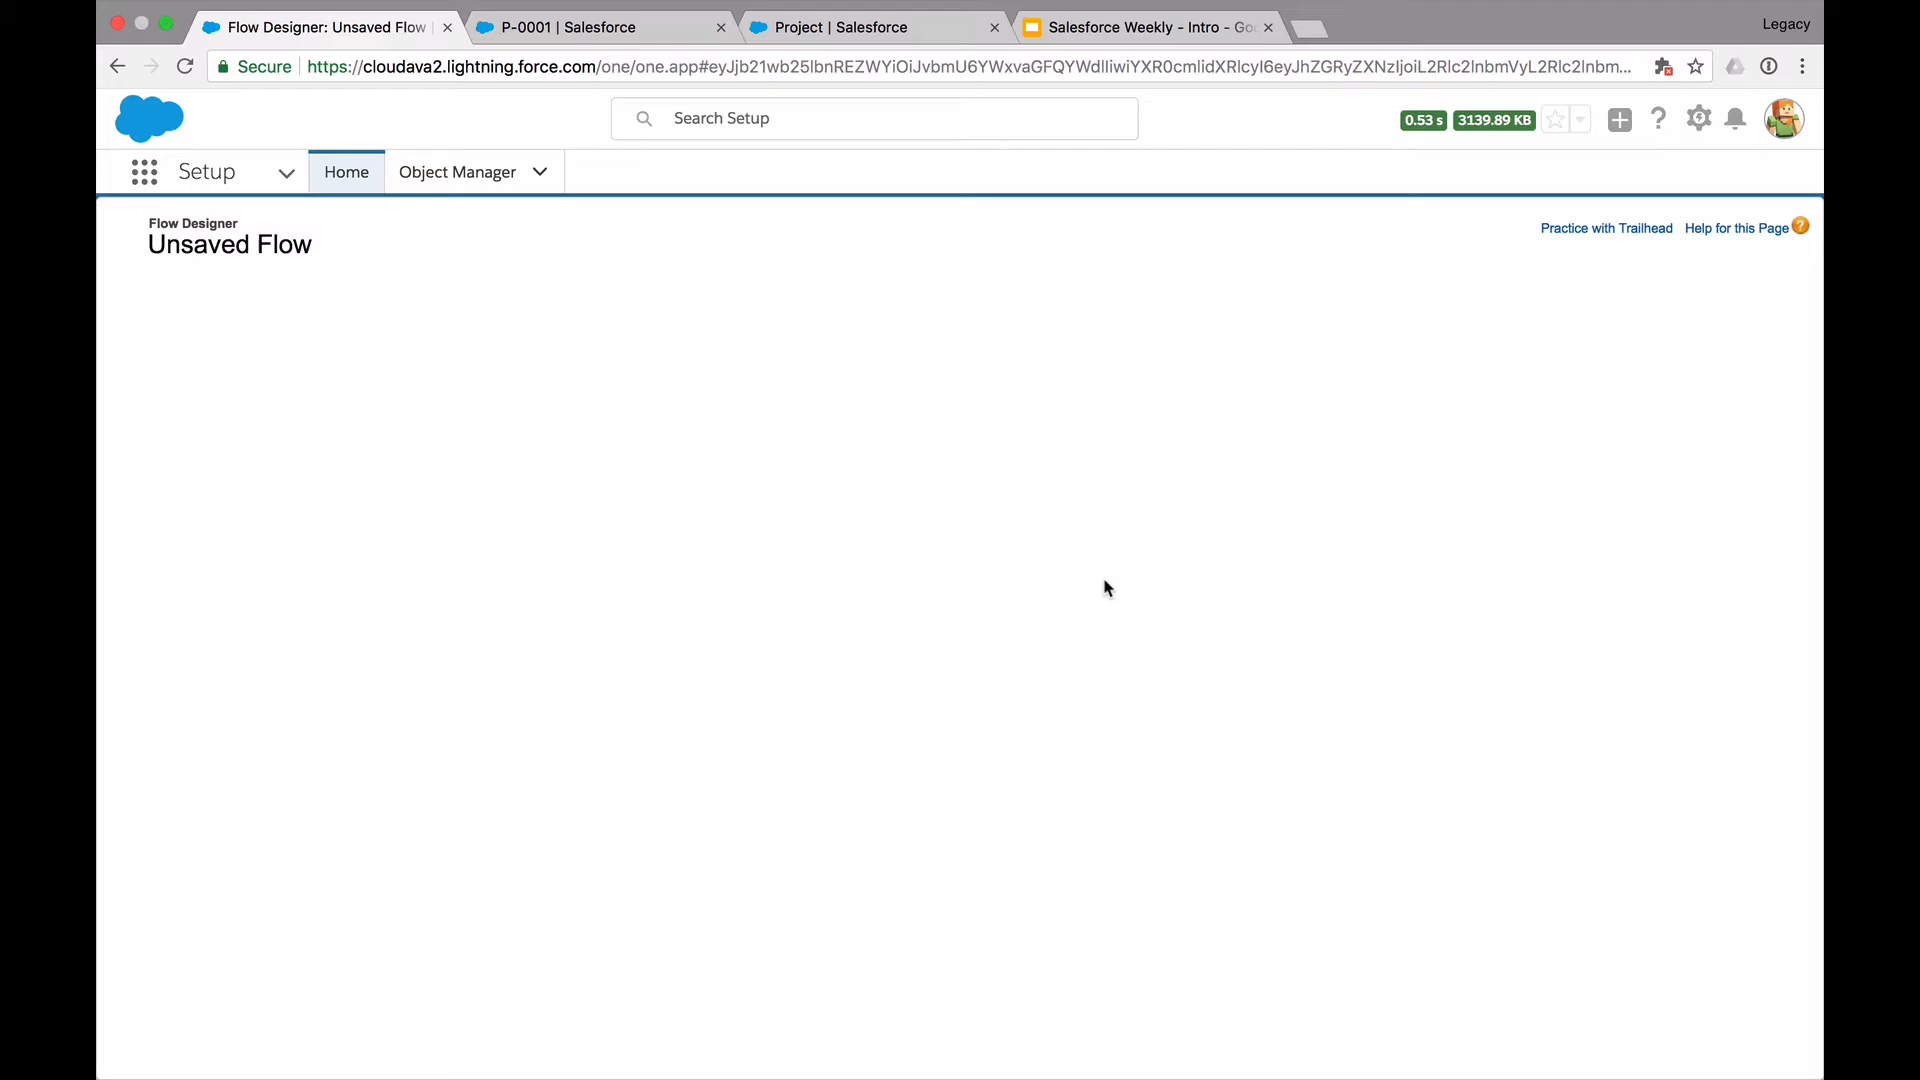 Flow Designer: Unsaved Flow
P-0001 | Salesforce
Project | Salesforce
Salesforce Weekly - Intro - Goo
Legacy
Secure
https://cloudava2.lightning.force.com/one/one.app#eyJjb21wb25lbnREZWYiOiJvbmU6YWxvaGFQYWdlIiwiYXR0cmlidXRlcyI6eyJhZGRyZXNzIjoiL2Rlc2lnbmVyL2Rlc2lnbm...
Search Setup
0.53 s
3139.89 KB
Setup
Home
Object Manager
Flow Designer
Unsaved Flow
Practice with Trailhead
Help for this Page